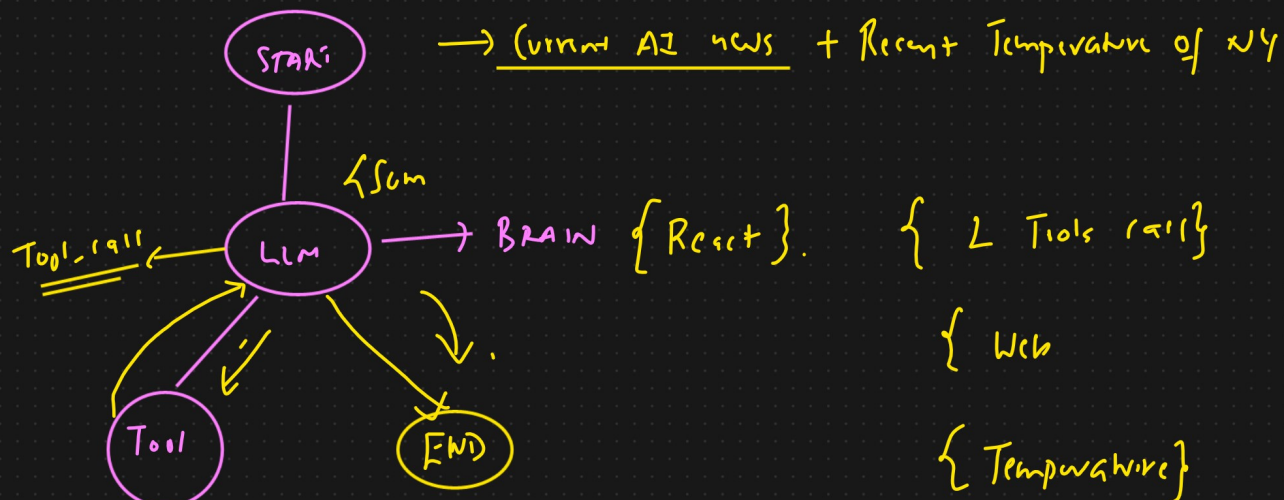 START
→ Current AI news + Recent Temperature of NY
LLM
→ BRAIN { React }.
{ 2 Tools call}
Tool_call
{ Web
Tool
END
{ Temperature}